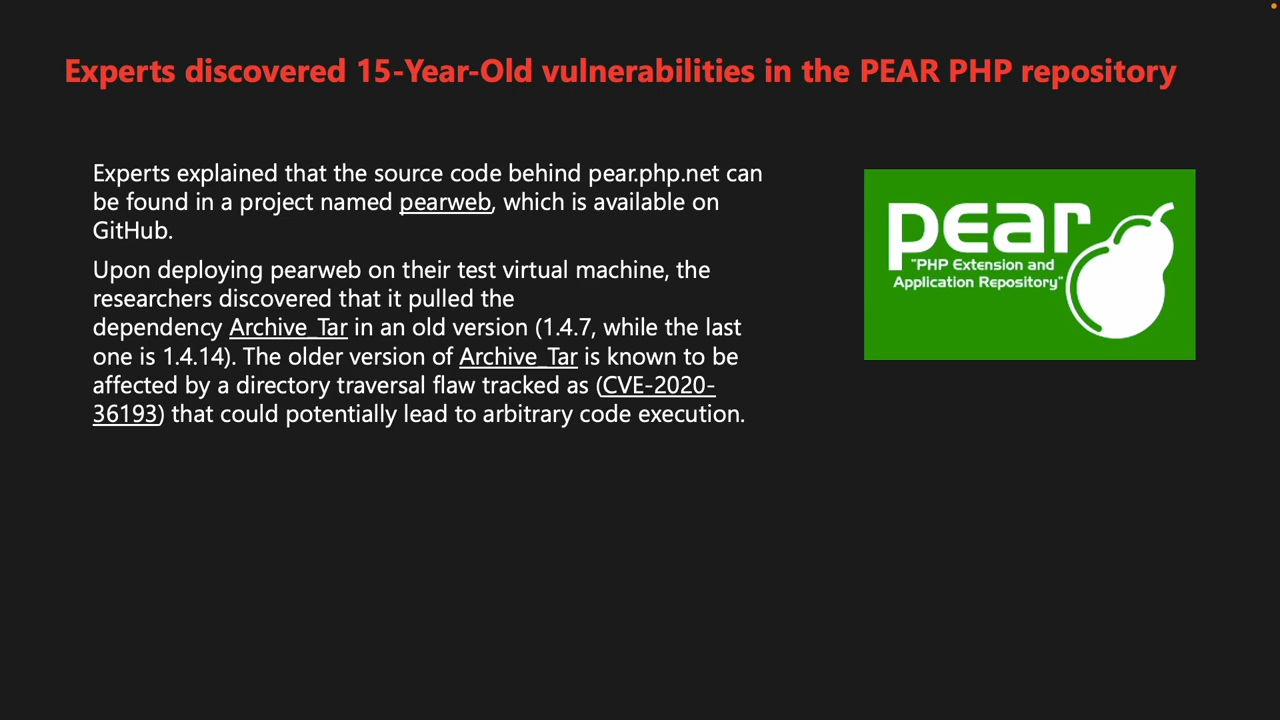 Experts discovered 15-Year-Old vulnerabilities in the PEAR PHP repository
Experts explained that the source code behind pear.php.net can
be found in a project named pearweb, which is available on
GitHub.
Upon deploying pearweb on their test virtual machine, the
researchers discovered that it pulled the
dependency Archive_Tar in an old version (1.4.7, while the last
one is 1.4.14). The older version of Archive_Tar is known to be
affected by a directory traversal flaw tracked as (CVE-2020-
36193) that could potentially lead to arbitrary code execution.
pear
"PHP Extension and
Application Repository"